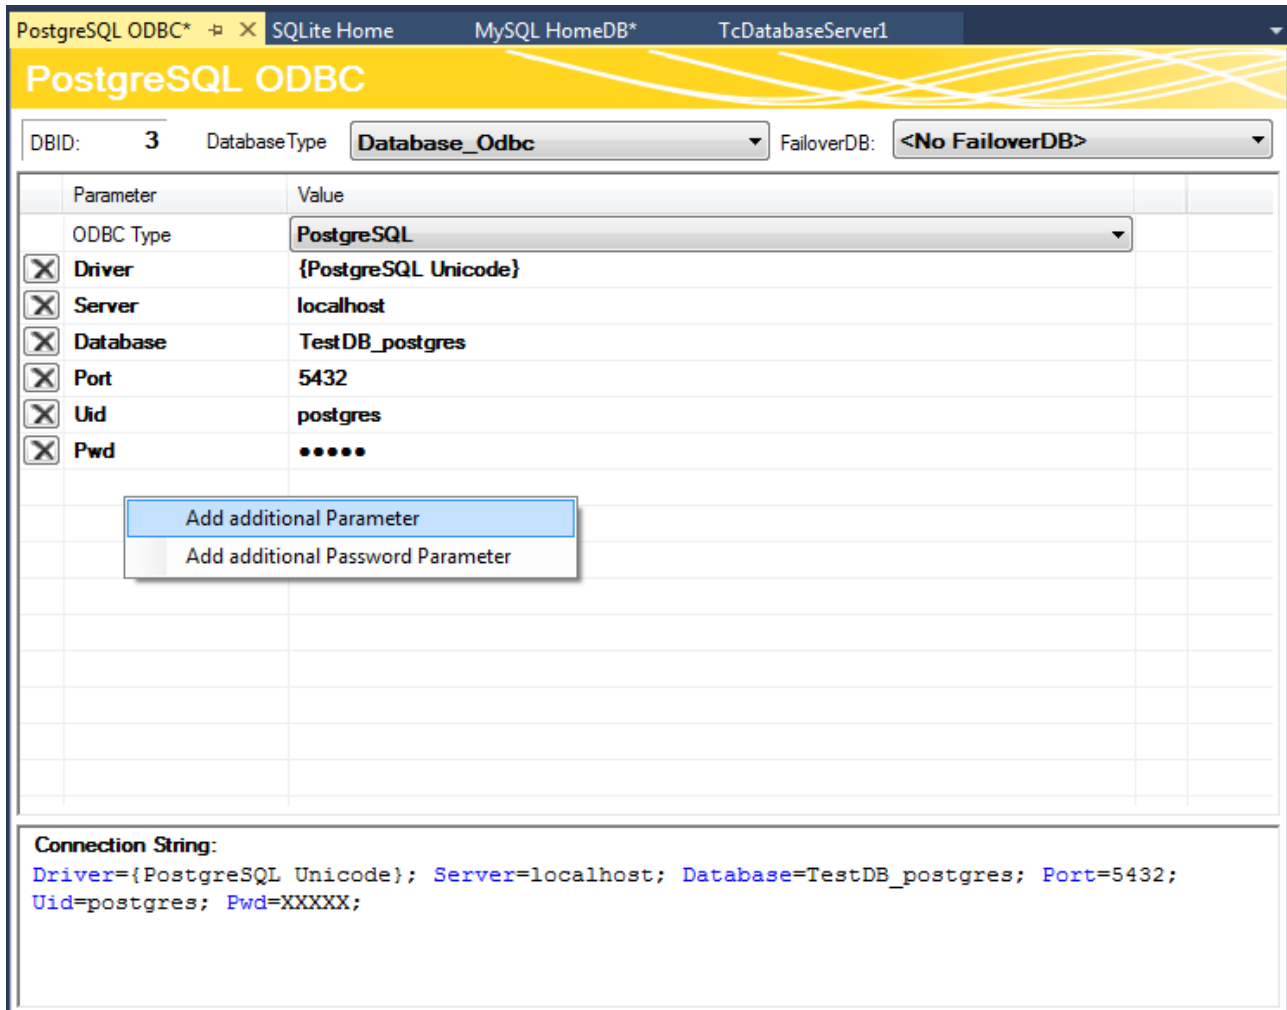 PostgreSQL ODBC* SQLite Home MySQL HomeDB* TcDatabaseServer1
PostgreSQL ODBC
DBID: 3 DatabaseType Database_Odbc FailoverDB: <No FailoverDB>
Parameter Value
ODBC Type PostgreSQL
Driver {PostgreSQL Unicode}
Server localhost
Database TestDB_postgres
Port 5432
Uid postgres
Pwd •••••
Add additional Parameter
Add additional Password Parameter
Connection String:
Driver={PostgreSQL Unicode}; Server=localhost; Database=TestDB_postgres; Port=5432;
Uid=postgres; Pwd=XXXXX;